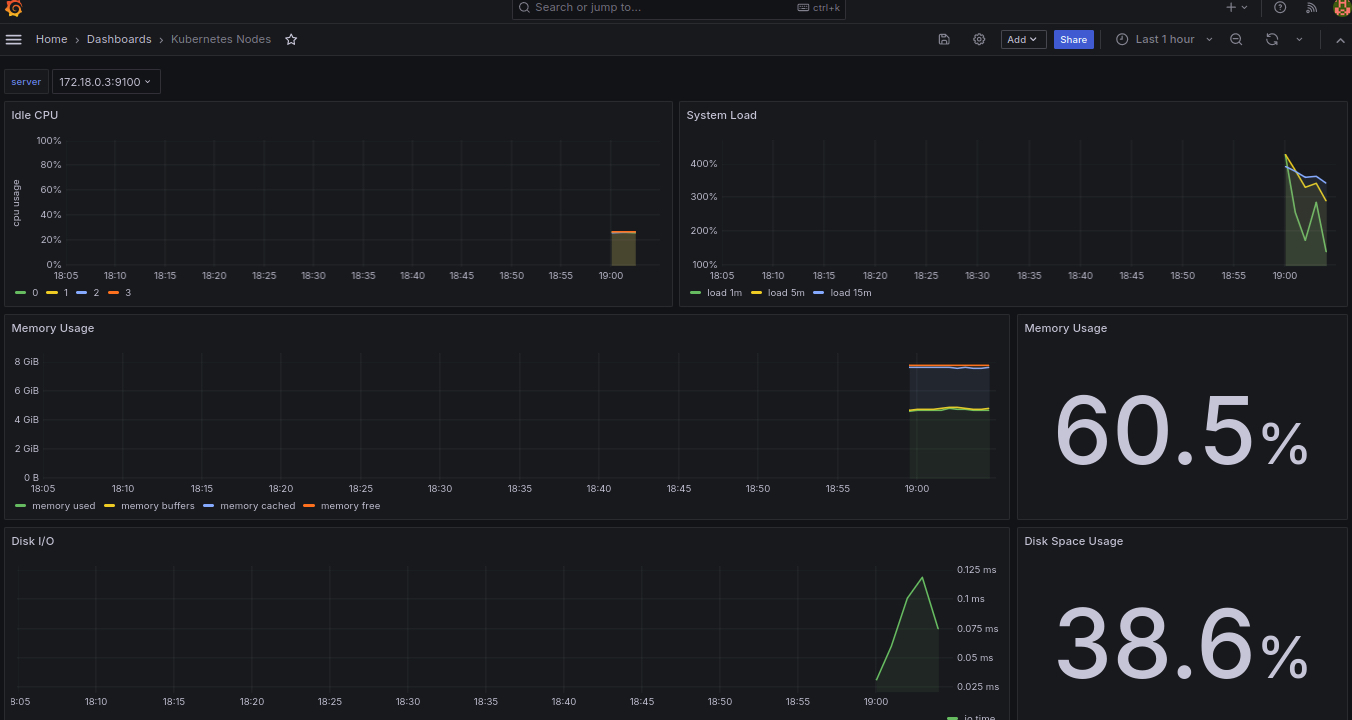 Search or jump to... ctrl+k
Home › Dashboards › Kubernetes Nodes Add Share Last 1 hour
server 172.18.0.3:9100
Idle CPU
100%
80%
60%
40%
20%
0%
cpu usage
18:05 18:10 18:15 18:20 18:25 18:30 18:35 18:40 18:45 18:50 18:55 19:00
0 1 2 3
System Load
400%
300%
200%
100%
18:05 18:10 18:15 18:20 18:25 18:30 18:35 18:40 18:45 18:50 18:55 19:00
load 1m load 5m load 15m
Memory Usage
8 GiB
6 GiB
4 GiB
2 GiB
0 B
18:05 18:10 18:15 18:20 18:25 18:30 18:35 18:40 18:45 18:50 18:55 19:00
memory used memory buffers memory cached memory free
Memory Usage
60.5%
Disk I/O
0.125 ms
0.1 ms
0.075 ms
0.05 ms
0.025 ms
8:05 18:10 18:15 18:20 18:25 18:30 18:35 18:40 18:45 18:50 18:55 19:00
io time
Disk Space Usage
38.6%